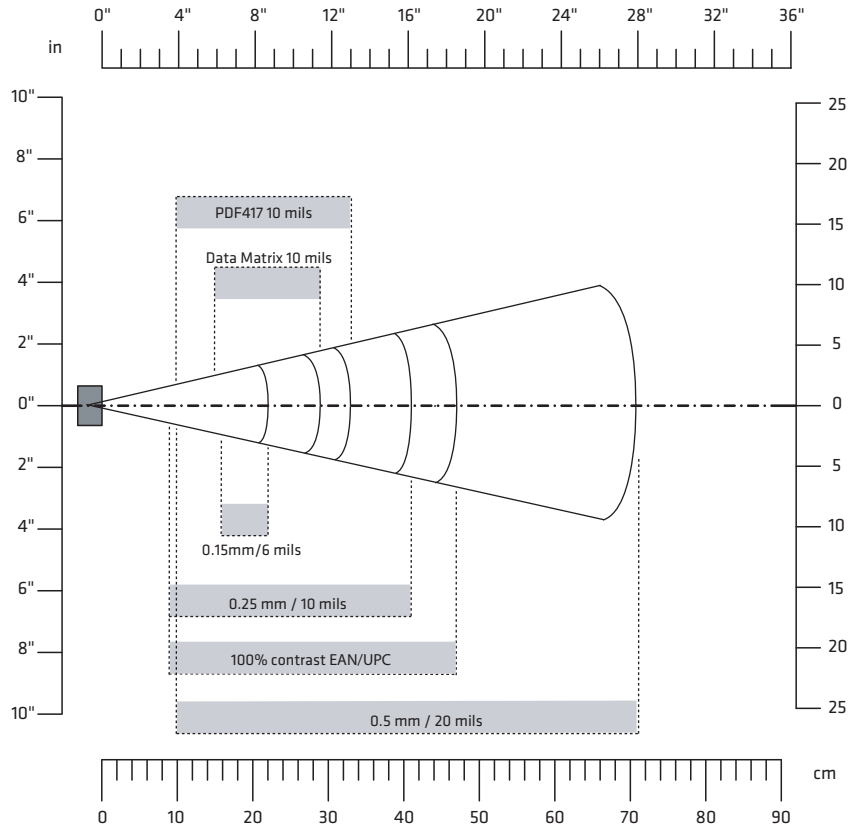 0" 4" 8" 12" 16" 20" 24" 28" 32" 36"
in
10" 25
8" 20
PDF417 10 mils
6" 15
Data Matrix 10 mils
4" 10
2" 5
0" 0
2" 5
4" 10
0.15mm/6 mils
6" 15
0.25 mm / 10 mils
8" 20
100% contrast EAN/UPC
10" 25
0.5 mm / 20 mils
cm
0 10 20 30 40 50 60 70 80 90